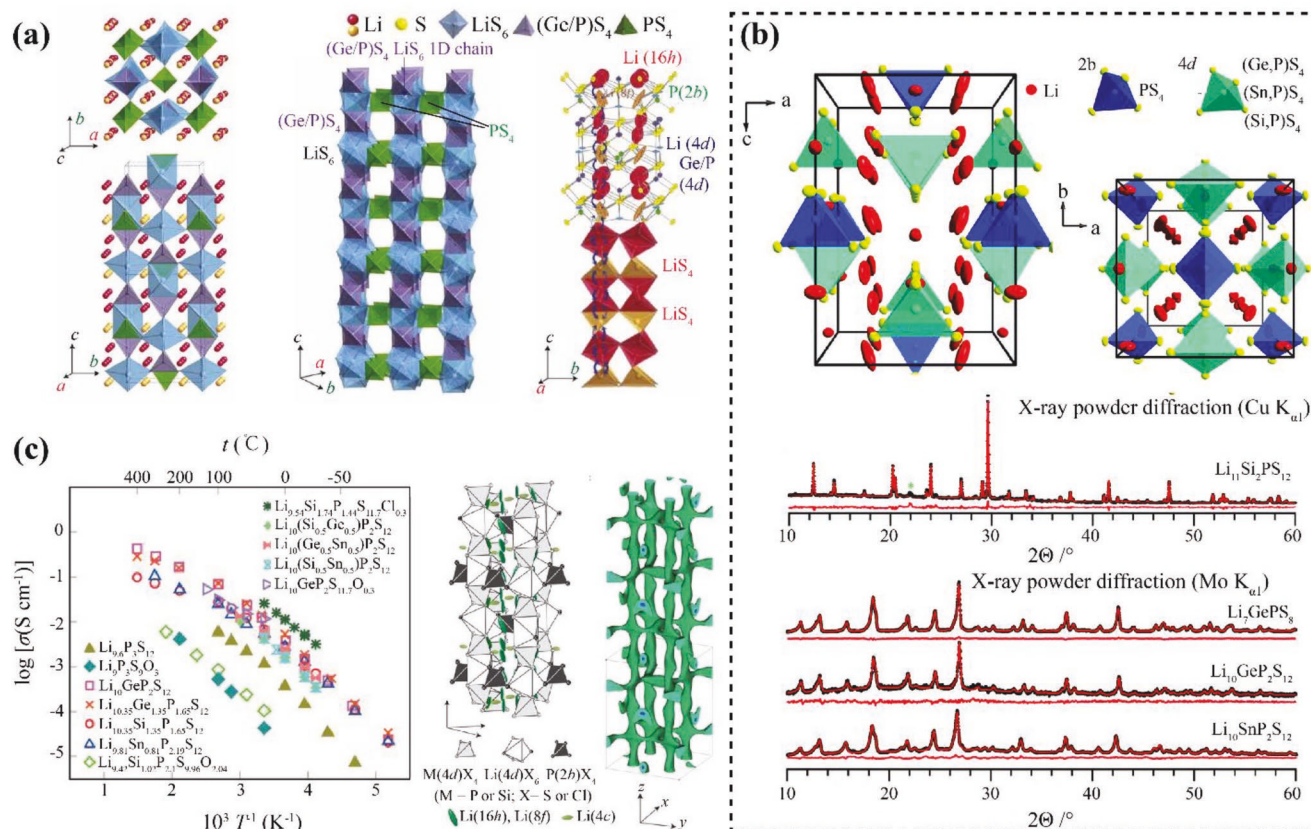 (a)
Li S LiS6 (Ge/P)S4 PS4
(Ge/P)S4 LiS6 1D chain
(Ge/P)S4
LiS6
PS4
Li (16h)
P(2b)
Li (4d)
Ge/P
(4d)
LiS4
LiS4
b
c a
c
b
a
c
a
b
c
b
a
(b)
a
c
Li
2b
PS4
4d
(Ge,P)S4
(Sn,P)S4
(Si,P)S4
b
a
X-ray powder diffraction (Cu Kα1)
Li11Si2PS12
10 20 30 40 50 60
2Θ /°
X-ray powder diffraction (Mo Kα1)
Li7GePS8
Li10GeP2S12
Li10SnP2S12
10 20 30 40 50 60
2Θ /°
(c)
t (℃)
400 200 100 0 -50
log [σ(S cm-1)]
0
-1
-2
-3
-4
-5
Li9.54Si1.74P1.44S11.7Cl0.3
Li10(Si0.5Ge0.5)P2S12
Li10(Ge0.5Sn0.5)P2S12
Li10(Si0.5Sn0.5)P2S12
Li10GeP2S11.7O0.3
Li9.6P3S12
Li9P3S9O3
Li10GeP2S12
Li10.35Ge1.35P1.65S12
Li10.35Si1.35P1.65S12
Li9.81Sn0.81P2.19S12
1 2 3 4 5
10³ T-1 (K-1)
M(4d)X4 Li(4d)X6 P(2b)X4
(M – P or Si; X– S or Cl)
Li(16h), Li(8f) Li(4c)
z
x
y